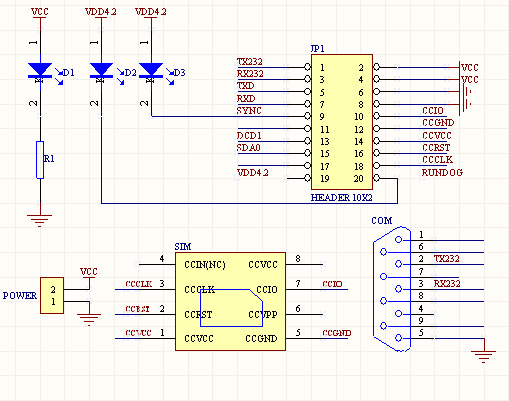 VCC VDD4.2 VDD4.2
1 1 1
D1 D2 D3
K K K
2 2 2
R1
JP1
TX232 1 2 VCC
RX232 3 4 VCC
TXD 5 6
RXD 7 8
SYNC 9 10 CCIO
11 12 CCGND
DCD1 13 14 CCVCC
SDA0 15 16 CCRST
17 18 CCCLK
VDD4.2 19 20 RUNDOG
HEADER 10X2
POWER
2 VCC
1
SIM
4 CCIN(NC) CCVCC 8
CCCLK 3 CCCLK CCIO 7 CCIO
CCRST 2 CCRST CCVPP 6
CCVCC 1 CCVCC CCGND 5 CCGND
COM
1
6
2 TX232
7
3 RX232
8
4
9
5